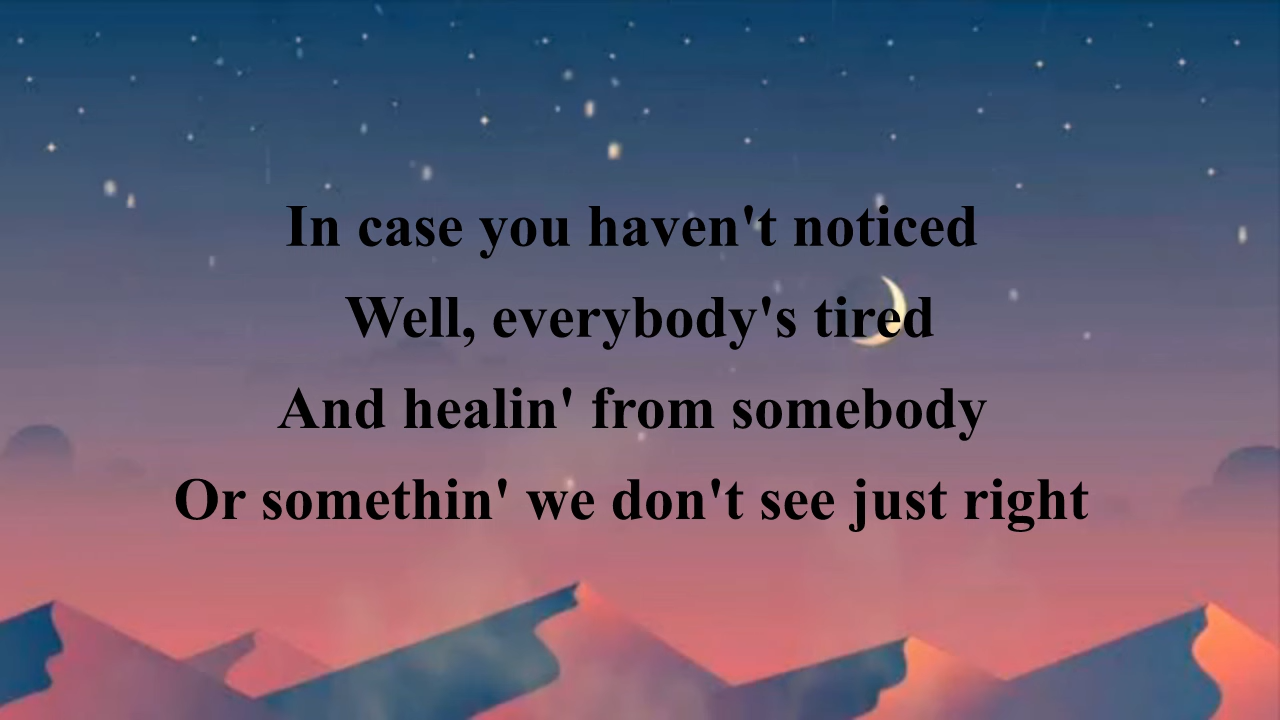 In case you haven't noticed
Well, everybody's tired
And healin' from somebody
Or somethin' we don't see just right